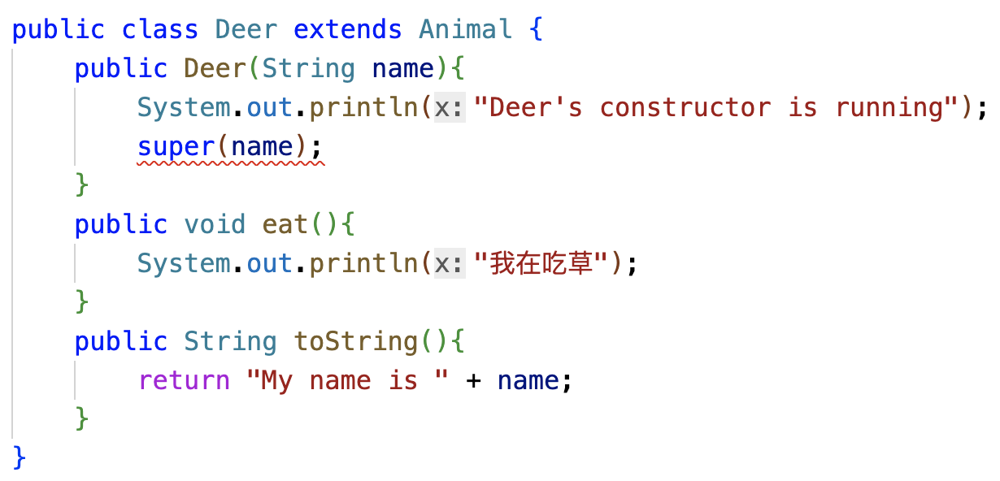 public class Deer extends Animal {
    public Deer(String name){
        System.out.println(x: "Deer's constructor is running");
        super(name);
    }
    public void eat(){
        System.out.println(x: "我在吃草");
    }
    public String toString(){
        return "My name is " + name;
    }
}